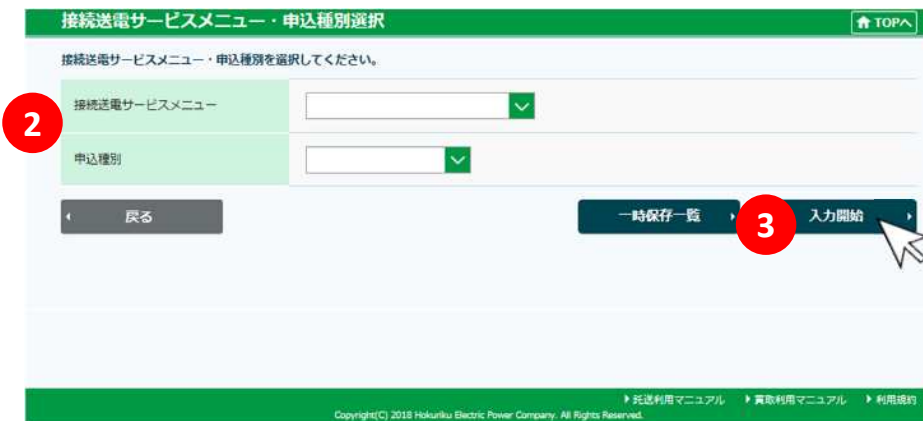 接続送電サービスメニュー・申込種別選択
TOPへ
接続送電サービスメニュー・申込種別を選択してください。
2
接続送電サービスメニュー
申込種別
戻る
一時保存一覧
3
入力開始
託送利用マニュアル
買取利用マニュアル
利用規約
Copyright(C) 2018 Hokuriku Electric Power Company. All Rights Reserved.